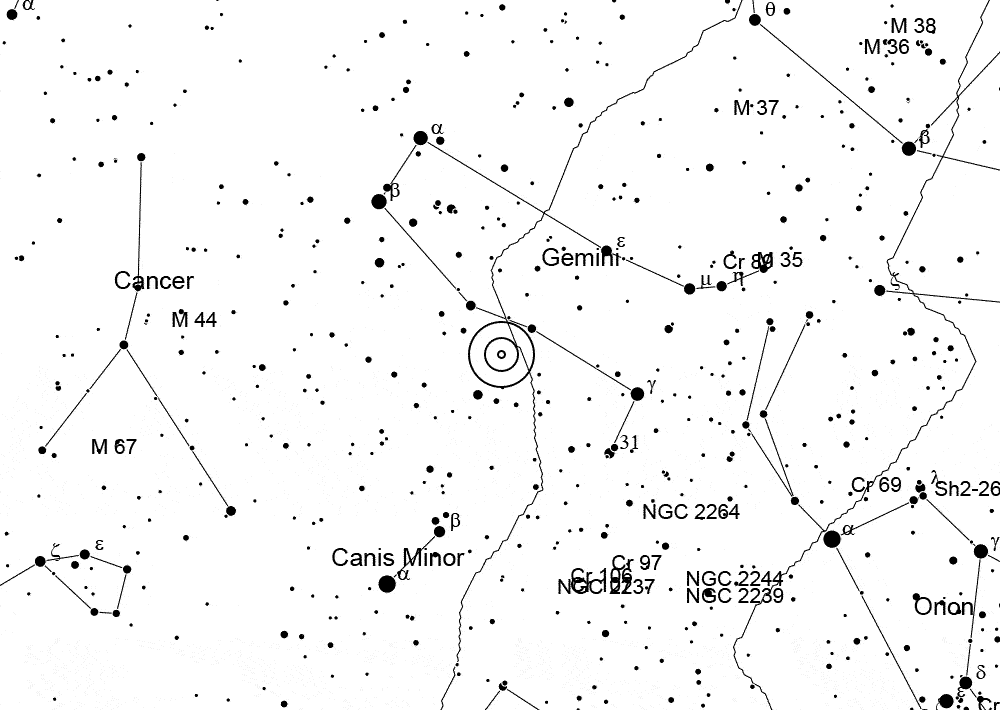 α
θ
M 38
M 36
M 37
β
α
β
ε
Gemini
Cr 89
M 35
μ
η
ζ
Cancer
M 44
γ
31
M 67
Cr 69
λ
Sh2-26
NGC 2264
α
β
Canis Minor
α
γ
ζ
ε
Cr 97
Cr 106
NGC 2237
NGC 2244
NGC 2239
Orion
δ
ε
Cr